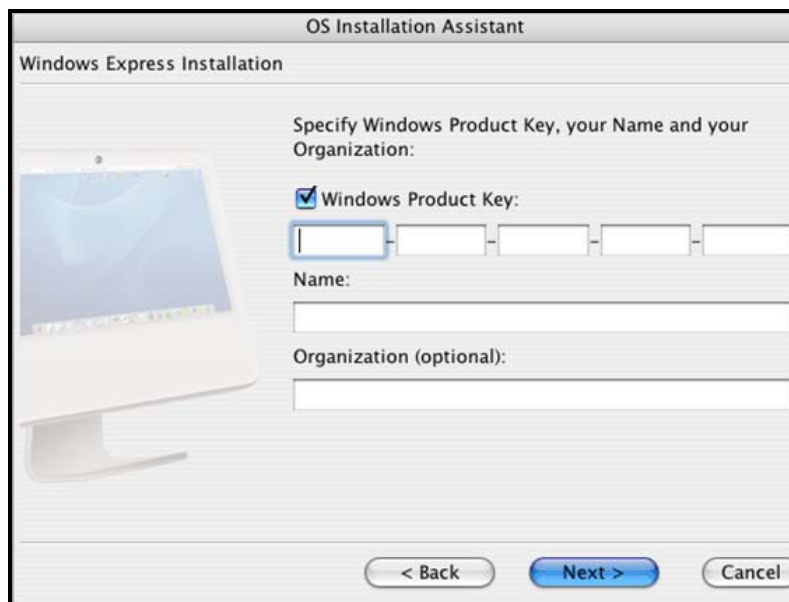 OS Installation Assistant
Windows Express Installation
Specify Windows Product Key, your Name and your
Organization:
Windows Product Key:
- - - -
Name:
Organization (optional):
< Back Next > Cancel